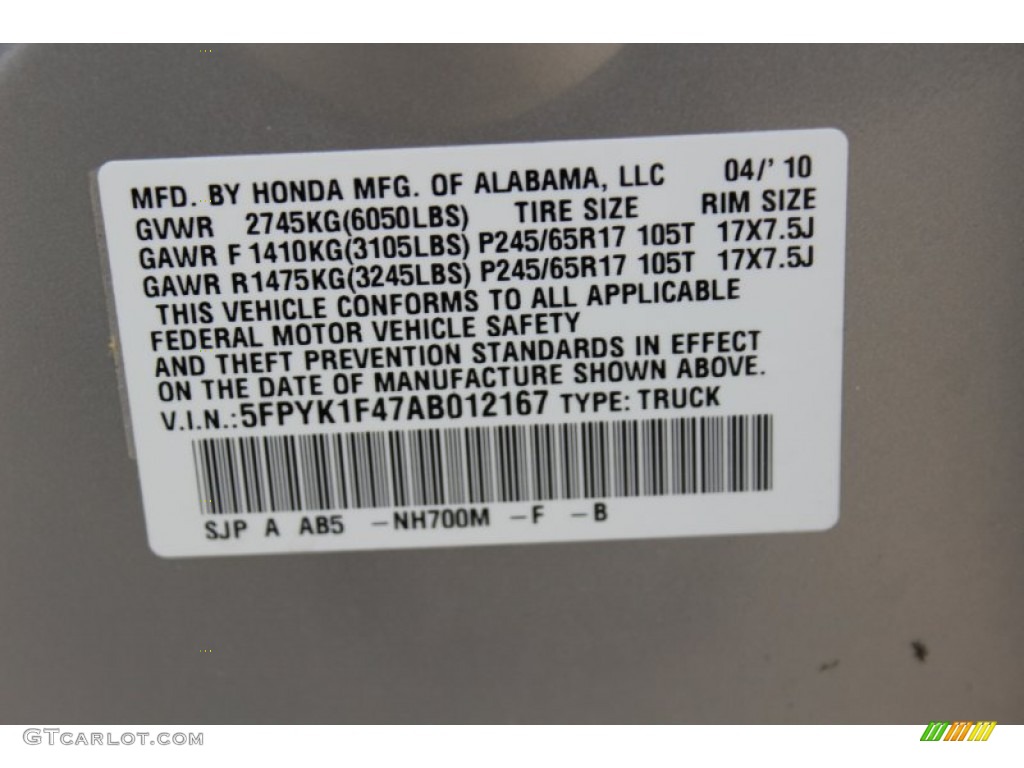 MFD. BY HONDA MFG. OF ALABAMA, LLC 04/' 10
GVWR 2745KG(6050LBS) TIRE SIZE RIM SIZE
GAWR F 1410KG(3105LBS) P245/65R17 105T 17X7.5J
GAWR R1475KG(3245LBS) P245/65R17 105T 17X7.5J
THIS VEHICLE CONFORMS TO ALL APPLICABLE
FEDERAL MOTOR VEHICLE SAFETY
AND THEFT PREVENTION STANDARDS IN EFFECT
ON THE DATE OF MANUFACTURE SHOWN ABOVE.
V.I.N.:5FPYK1F47AB012167 TYPE: TRUCK
SJP A AB5 -NH700M -F -B
GTCARLOT.COM